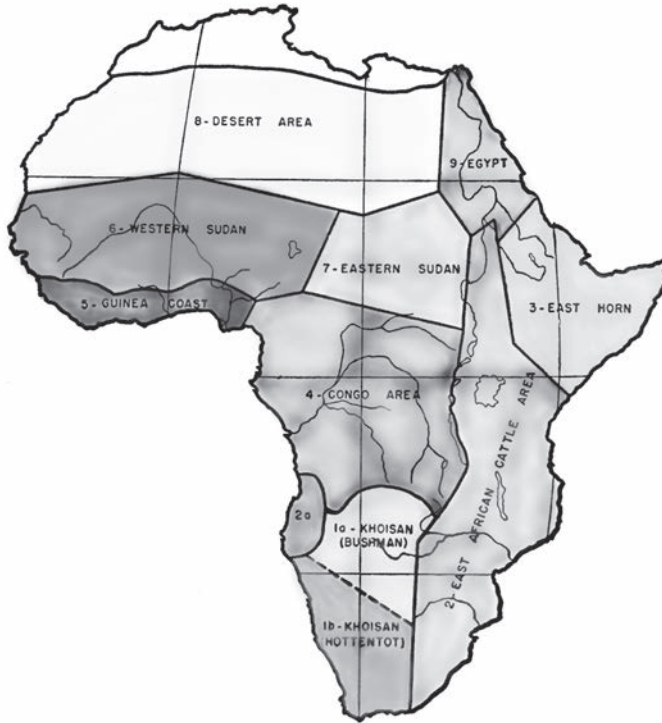 8-DESERT AREA
9-EGYPT
6-WESTERN SUDAN
7-EASTERN SUDAN
5-GUINEA COAST
3-EAST HORN
4-CONGO AREA
2-EAST AFRICAN CATTLE AREA
2a
1a-KHOISAN
(BUSHMAN)
1b-KHOISAN
(HOTTENTOT)